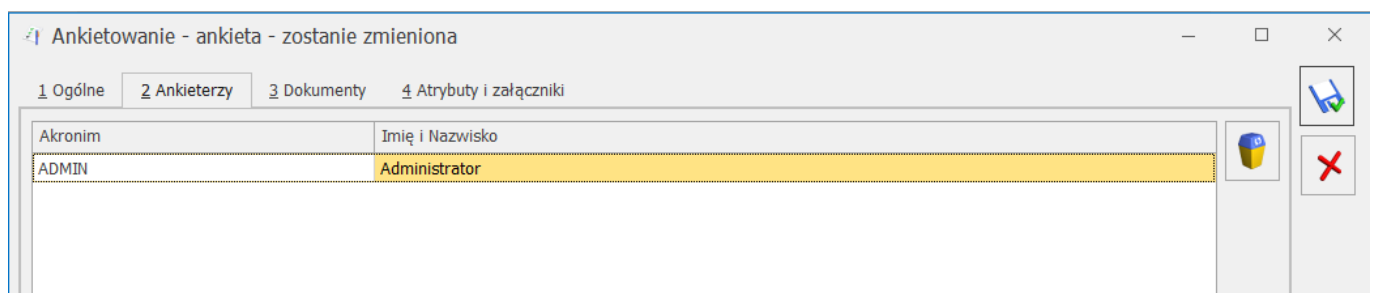 Ankietowanie - ankieta - zostanie zmieniona
1 Ogólne 2 Ankieterzy 3 Dokumenty 4 Atrybuty i załączniki
Akronim Imię i Nazwisko
ADMIN Administrator